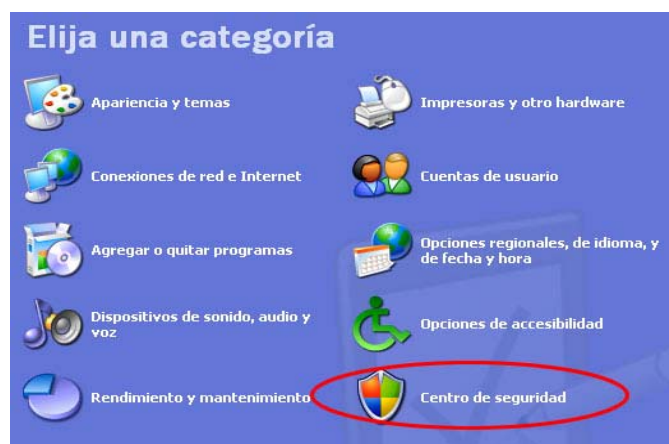 Elija una categoría
Apariencia y temas
Impresoras y otro hardware
Conexiones de red e Internet
Cuentas de usuario
Agregar o quitar programas
Opciones regionales, de idioma, y
de fecha y hora
Dispositivos de sonido, audio y
voz
Opciones de accesibilidad
Rendimiento y mantenimiento
Centro de seguridad